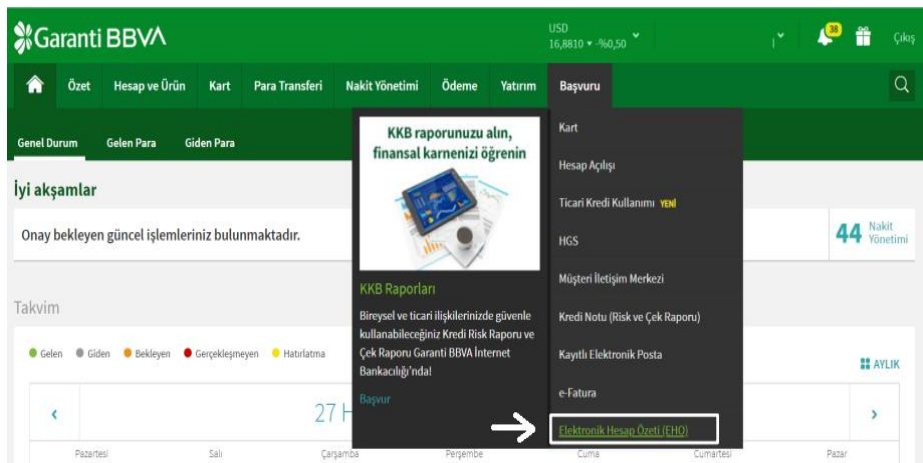 Garanti BBVA
USD
16,8810 -%0,50
38
Çıkış
Özet
Hesap ve Ürün
Kart
Para Transferi
Nakit Yönetimi
Ödeme
Yatırım
Başvuru
Genel Durum
Gelen Para
Giden Para
İyi akşamlar
Onay bekleyen güncel işlemleriniz bulunmaktadır.
44 Nakit
Yönetimi
Takvim
Gelen
Giden
Bekleyen
Gerçekleşmeyen
Hatırlatma
AYLIK
27 H
Pazartesi
Salı
Çarşamba
Perşembe
Cuma
Cumartesi
Pazar
KKB raporunuzu alın,
finansal karnenizi öğrenin
KKB Raporları
Bireysel ve ticari ilişkilerinizde güvenle
kullanabileceğiniz Kredi Risk Raporu ve
Çek Raporu Garanti BBVA İnternet
Bankacılığı'nda!
Başvur
Kart
Hesap Açılışı
Ticari Kredi Kullanımı YENİ
HGS
Müşteri İletişim Merkezi
Kredi Notu (Risk ve Çek Raporu)
Kayıtlı Elektronik Posta
e-Fatura
Elektronik Hesap Özeti (EHO)